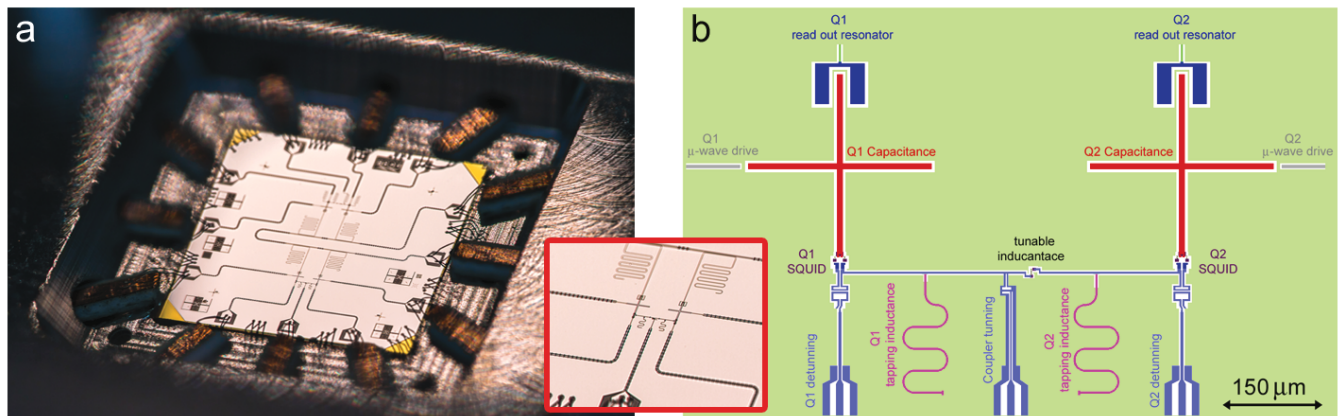 a
b
Q1
read out resonator
Q2
read out resonator
Q1
μ-wave drive
Q1 Capacitance
Q2 Capacitance
Q2
μ-wave drive
Q1
SQUID
tunable
inducantace
Q2
SQUID
Q1 detunning
Q1
tapping inductance
Coupler tunning
Q2
tapping inductance
Q2 detunning
150 μm